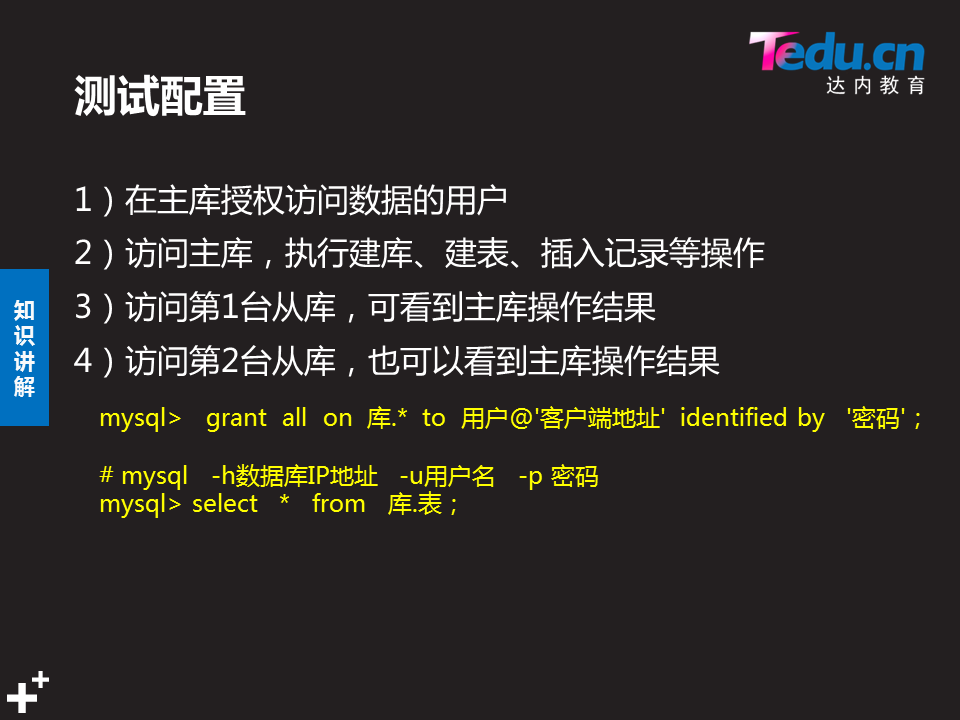 Tedu.cn
达内教育
测试配置
1）在主库授权访问数据的用户
2）访问主库，执行建库、建表、插入记录等操作
3）访问第1台从库，可看到主库操作结果
4）访问第2台从库，也可以看到主库操作结果
知识讲解
mysql> grant all on 库.* to 用户@'客户端地址' identified by '密码'；
# mysql -h数据库IP地址 -u用户名 -p 密码
mysql> select * from 库.表；